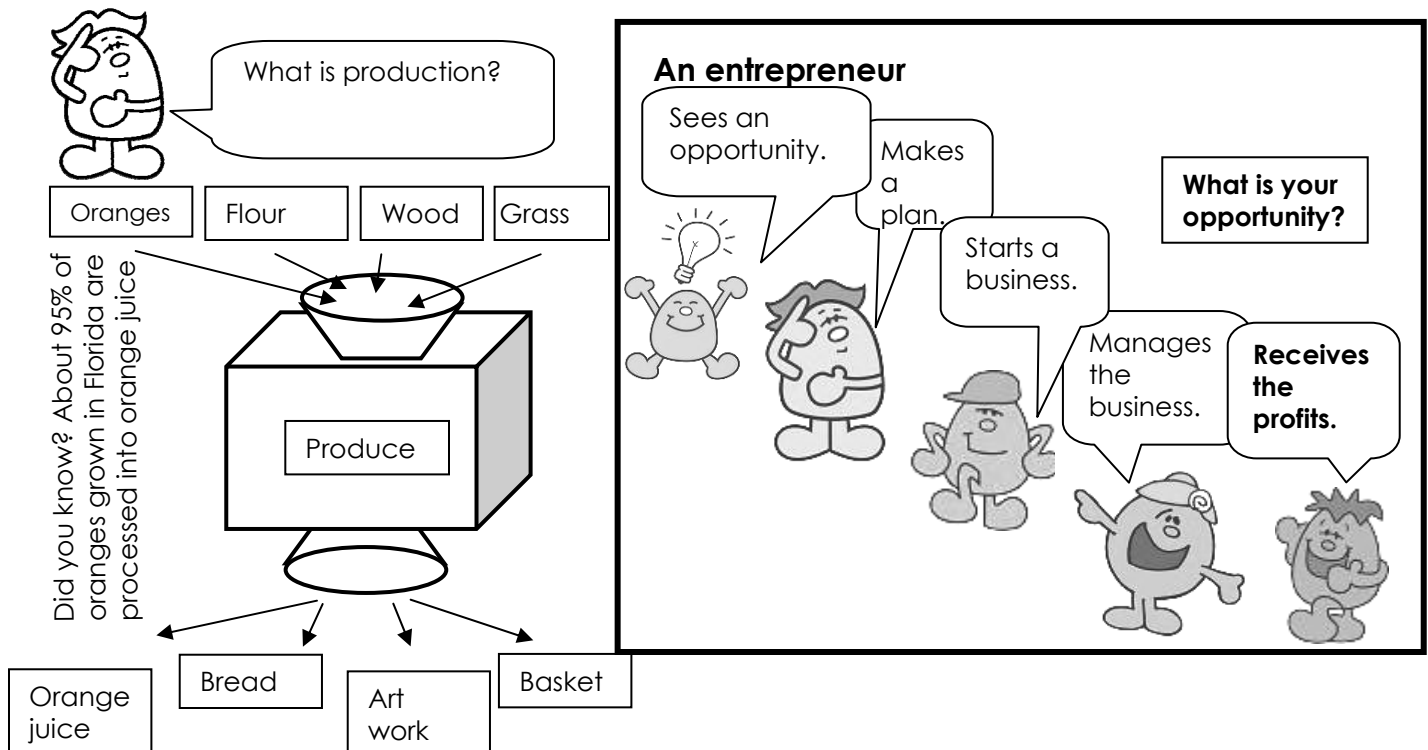 What is production?
Oranges
Flour
Wood
Grass
Did you know? About 95% of
oranges grown in Florida are
processed into orange juice
Produce
Orange
juice
Bread
Art
work
Basket
An entrepreneur
Sees an
opportunity.
Makes
a
plan.
Starts a
business.
Manages
the
business.
Receives
the
profits.
What is your
opportunity?